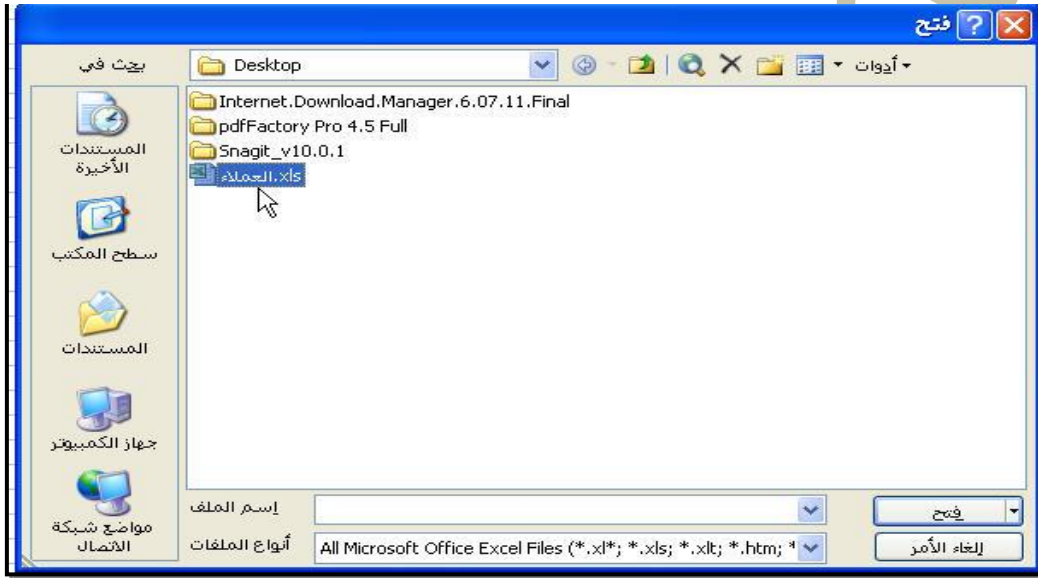 فتح
بحث في
Desktop
أدوات
Internet.Download.Manager.6.07.11.Final
pdfFactory Pro 4.5 Full
Snagit_v10.0.1
العملاء.xls
المستندات
الأخيرة
سطح المكتب
المستندات
جهاز الكمبيوتر
مواضع شبكة
الاتصال
إسم الملف
فتح
أنواع الملفات
All Microsoft Office Excel Files (*.xl*; *.xls; *.xlt; *.htm; *
إلغاء الأمر